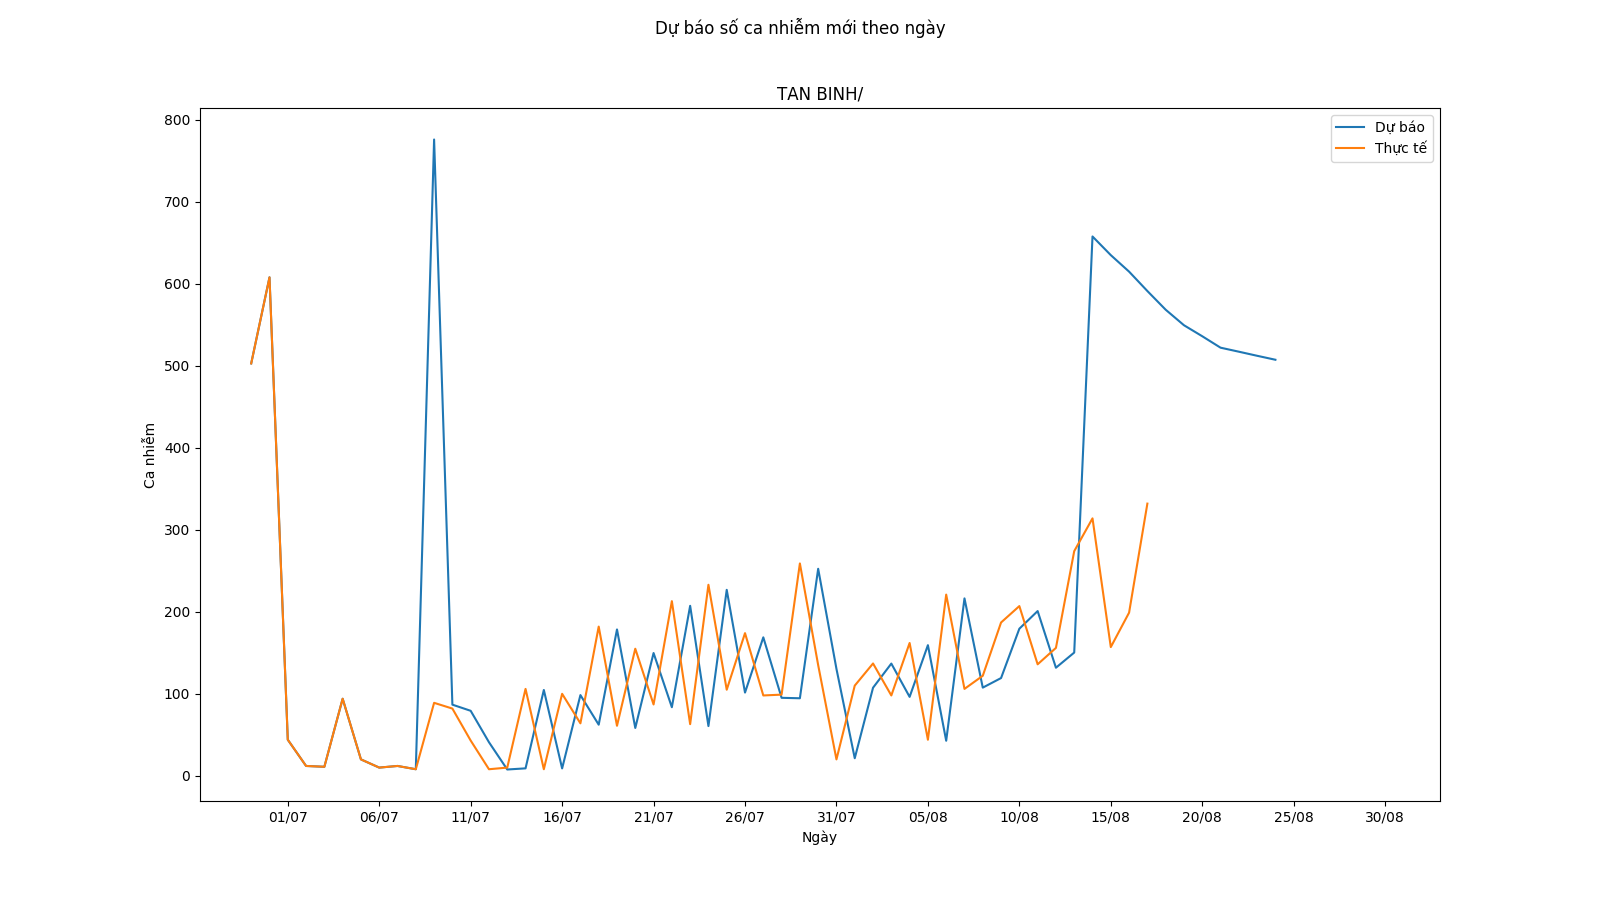 Dự báo số ca nhiễm mới theo ngày
TAN BINH/
Dự báo
Thực tế
800
700
600
500
400
300
200
100
0
Ca nhiễm
01/07 06/07 11/07 16/07 21/07 26/07 31/07 05/08 10/08 15/08 20/08 25/08 30/08
Ngày